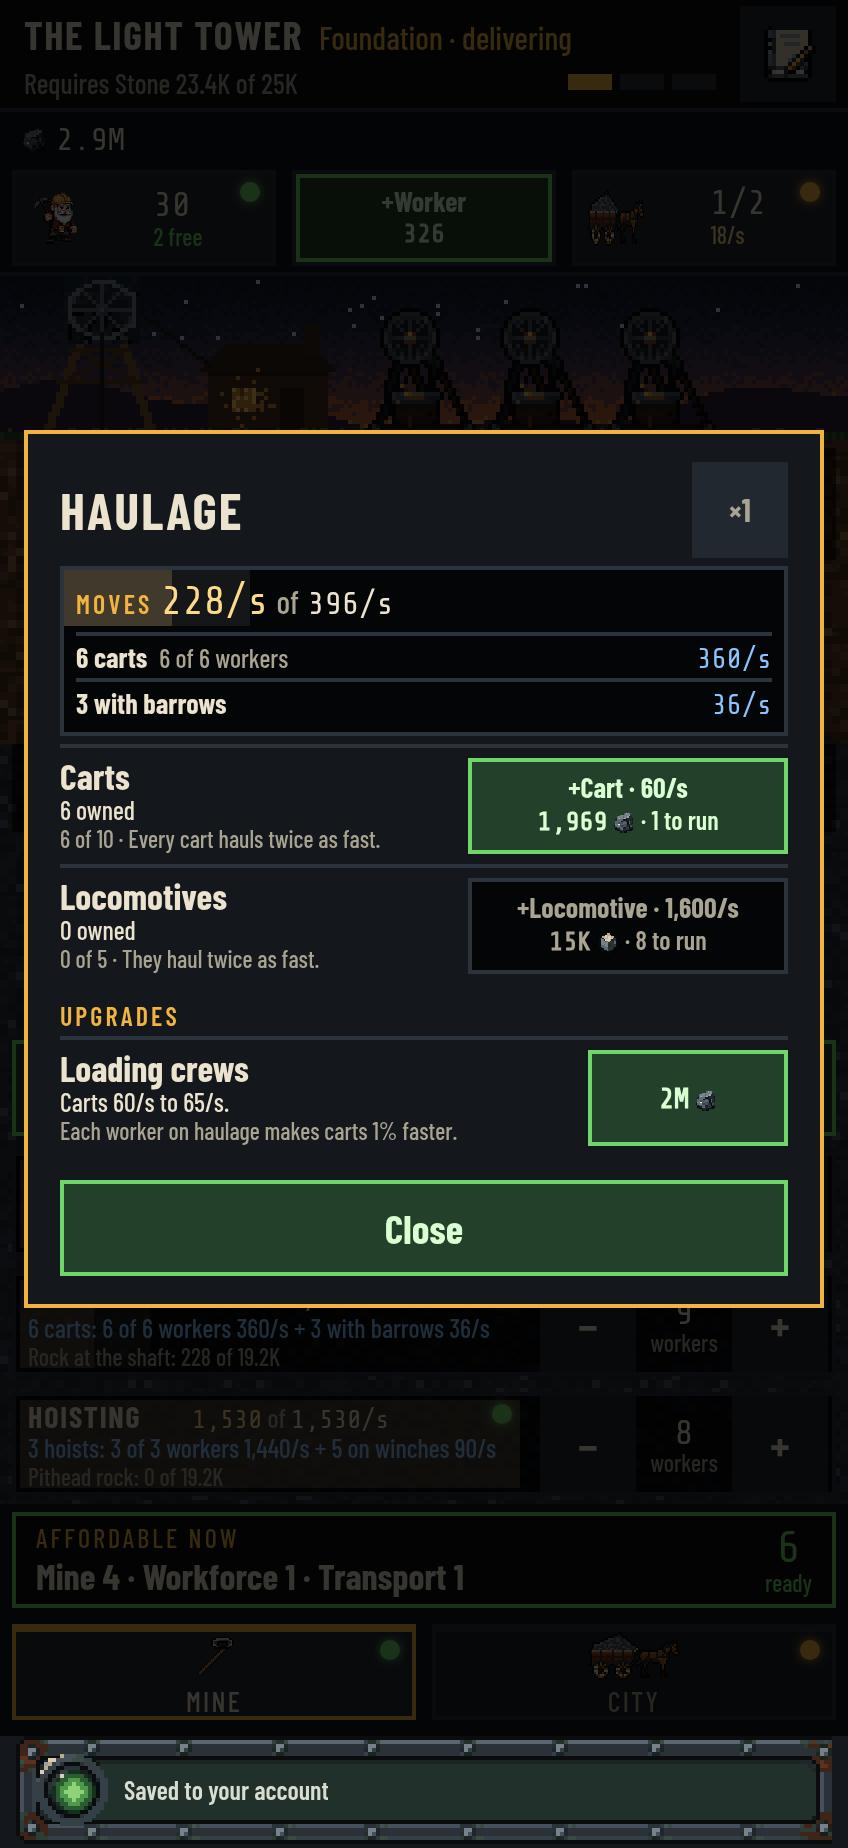 THE LIGHT TOWER Foundation · delivering
Requires Stone 23.4K of 25K
2.9M
30
2 free
+Worker
326
1/2
18/s
HAULAGE
×1
MOVES 228/s of 396/s
6 carts 6 of 6 workers 360/s
3 with barrows 36/s
Carts
6 owned
6 of 10 · Every cart hauls twice as fast.
+Cart · 60/s
1,969 · 1 to run
Locomotives
0 owned
0 of 5 · They haul twice as fast.
+Locomotive · 1,600/s
15K · 8 to run
UPGRADES
Loading crews
Carts 60/s to 65/s.
Each worker on haulage makes carts 1% faster.
2M
Close
6 carts: 6 of 6 workers 360/s + 3 with barrows 36/s
Rock at the shaft: 228 of 19.2K
−
9
workers
+
HOISTING 1,530 of 1,530/s
3 hoists: 3 of 3 workers 1,440/s + 5 on winches 90/s
Pithead rock: 0 of 19.2K
−
8
workers
+
AFFORDABLE NOW
Mine 4 · Workforce 1 · Transport 1
6
ready
MINE
CITY
Saved to your account